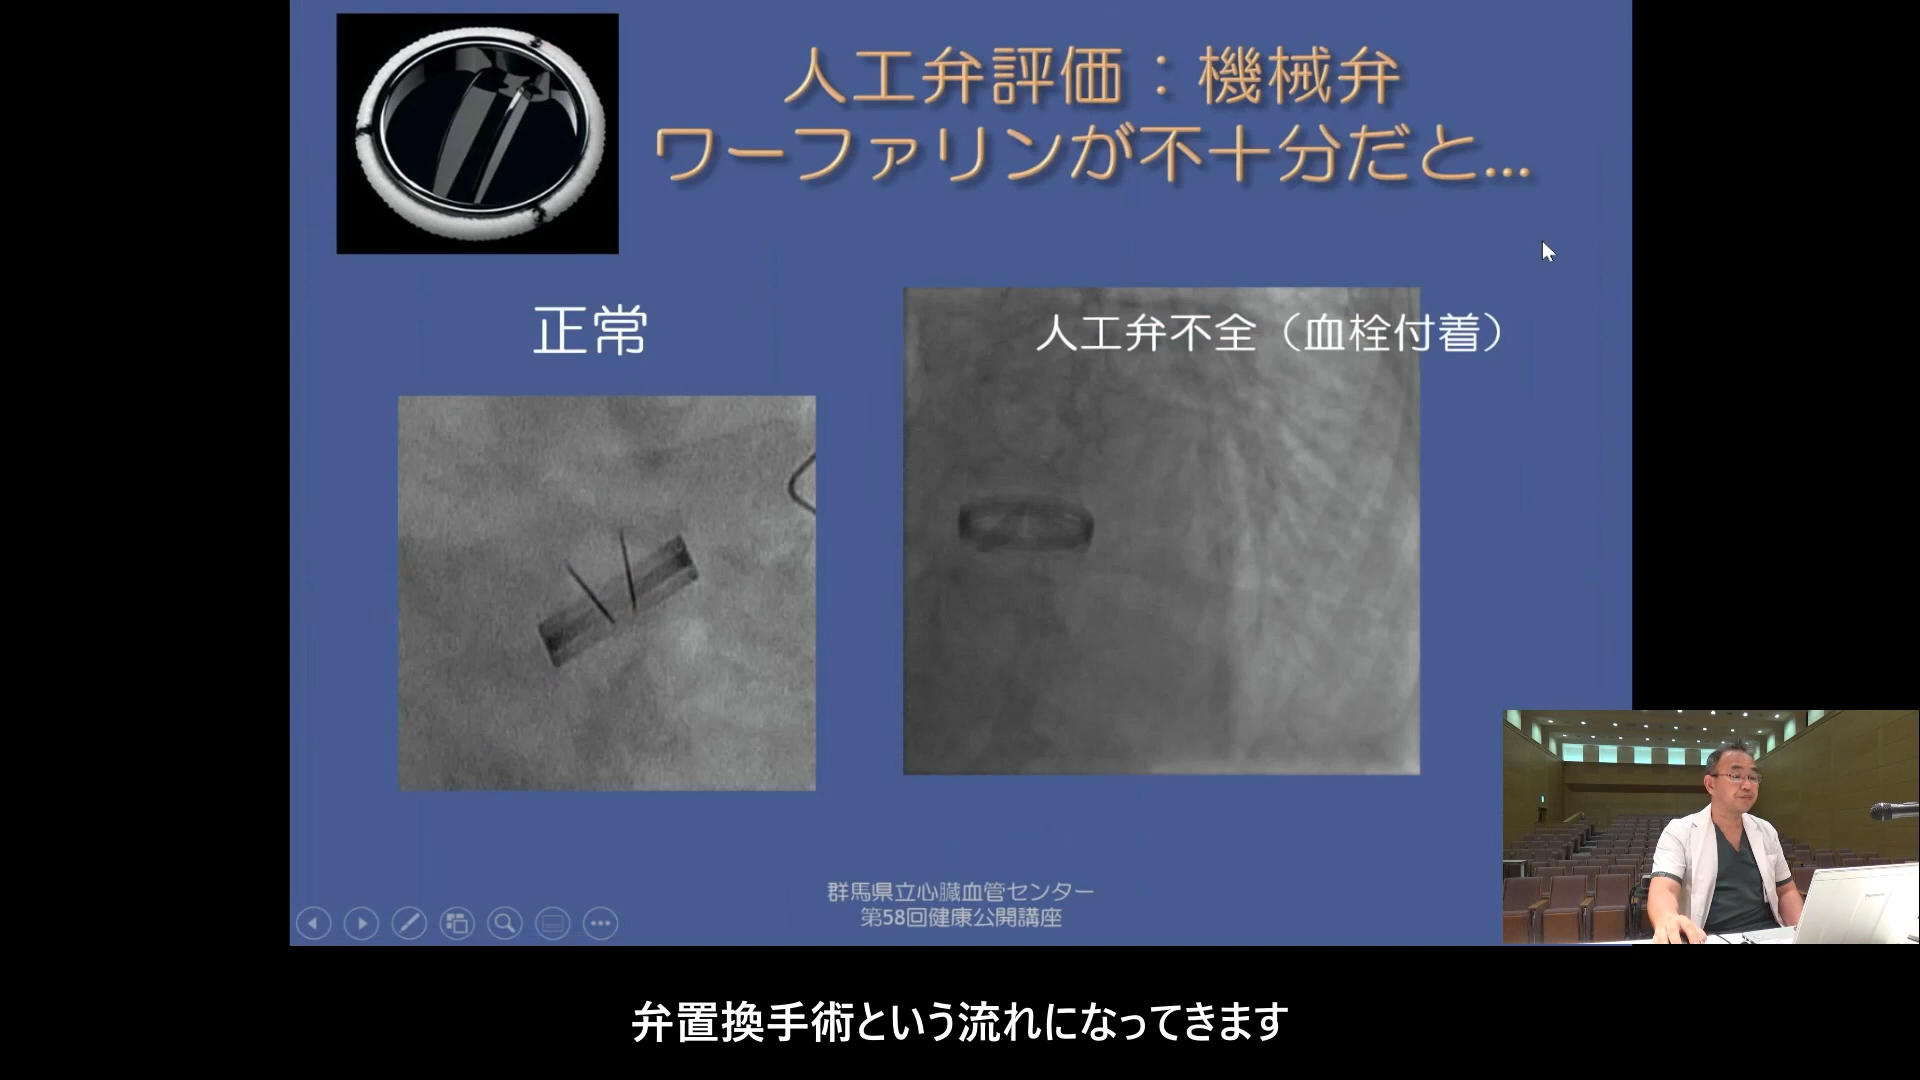 人工弁評価：機械弁
ワーファリンが不十分だと...
正常
人工弁不全（血栓付着）
群馬県立心臓血管センター
第58回健康公開講座
弁置換手術という流れになってきます